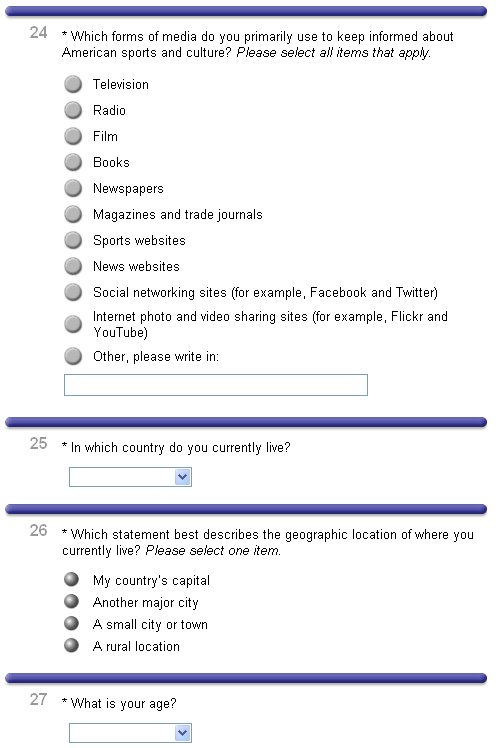 24
* Which forms of media do you primarily use to keep informed about
American sports and culture? Please select all items that apply.
Television
Radio
Film
Books
Newspapers
Magazines and trade journals
Sports websites
News websites
Social networking sites (for example, Facebook and Twitter)
Internet photo and video sharing sites (for example, Flickr and
YouTube)
Other, please write in:
25
* In which country do you currently live?
26
* Which statement best describes the geographic location of where you
currently live? Please select one item.
My country's capital
Another major city
A small city or town
A rural location
27
* What is your age?